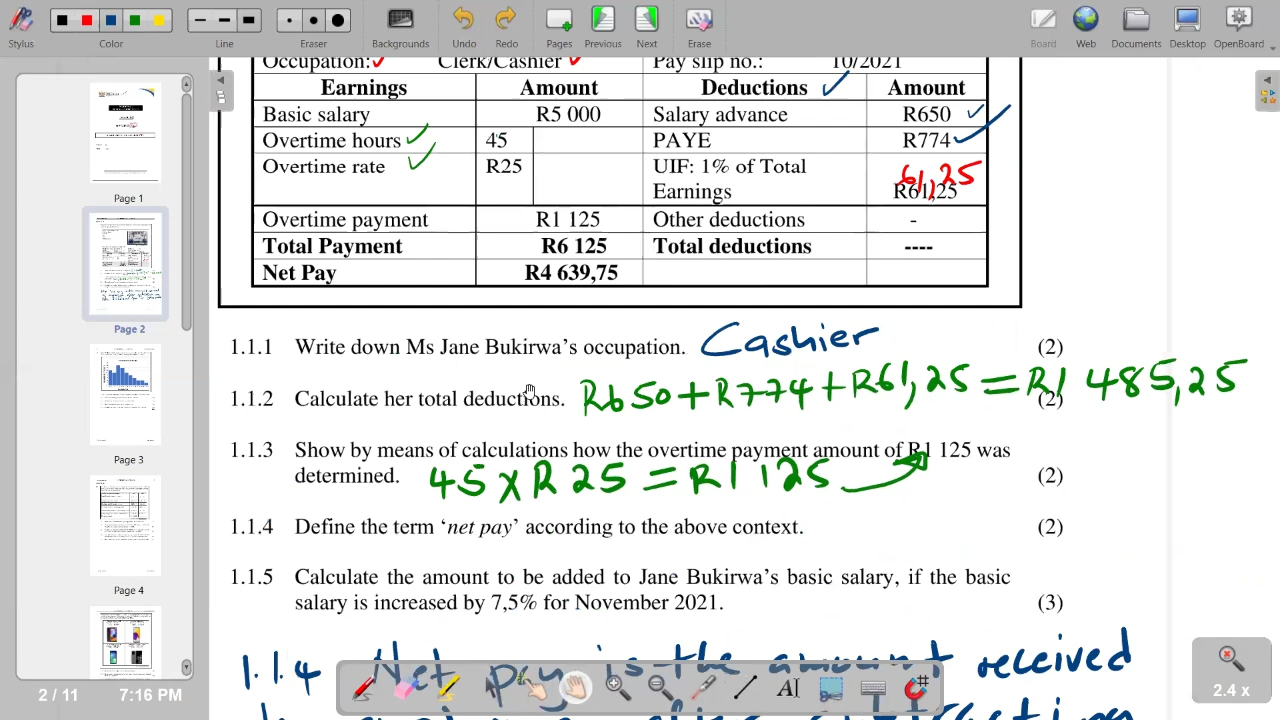 Stylus Color Line Eraser Backgrounds Undo Redo Pages Previous Next Erase Board Web Documents Desktop OpenBoard
Occupation: Clerk/Cashier Pay slip no.: 10/2021
Earnings Amount Deductions Amount
Basic salary R5 000 Salary advance R650
Overtime hours 45 PAYE R774
Overtime rate R25 UIF: 1% of Total
61,25
Earnings R61,25
Overtime payment R1 125 Other deductions -
Total Payment R6 125 Total deductions ----
Net Pay R4 639,75
1.1.1 Write down Ms Jane Bukirwa's occupation. Cashier (2)
1.1.2 Calculate her total deductions. R650+R774+R61,25=R1 485,25 (2)
1.1.3 Show by means of calculations how the overtime payment amount of R1 125 was
determined. 45 x R 25 = R1 125 (2)
1.1.4 Define the term 'net pay' according to the above context. (2)
1.1.5 Calculate the amount to be added to Jane Bukirwa's basic salary, if the basic
salary is increased by 7,5% for November 2021. (3)
1.1.4 Net pay is the amount received
Page 1
Page 2
Page 3
Page 4
2 / 11 7:16 PM
2.4 x